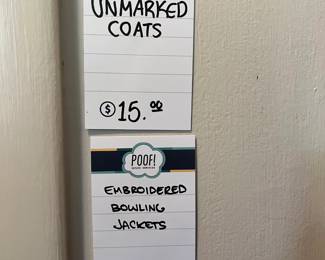 UNMARKED
COATS
$ 15.00
POOF!
EMBROIDERED
BOWLING
JACKETS